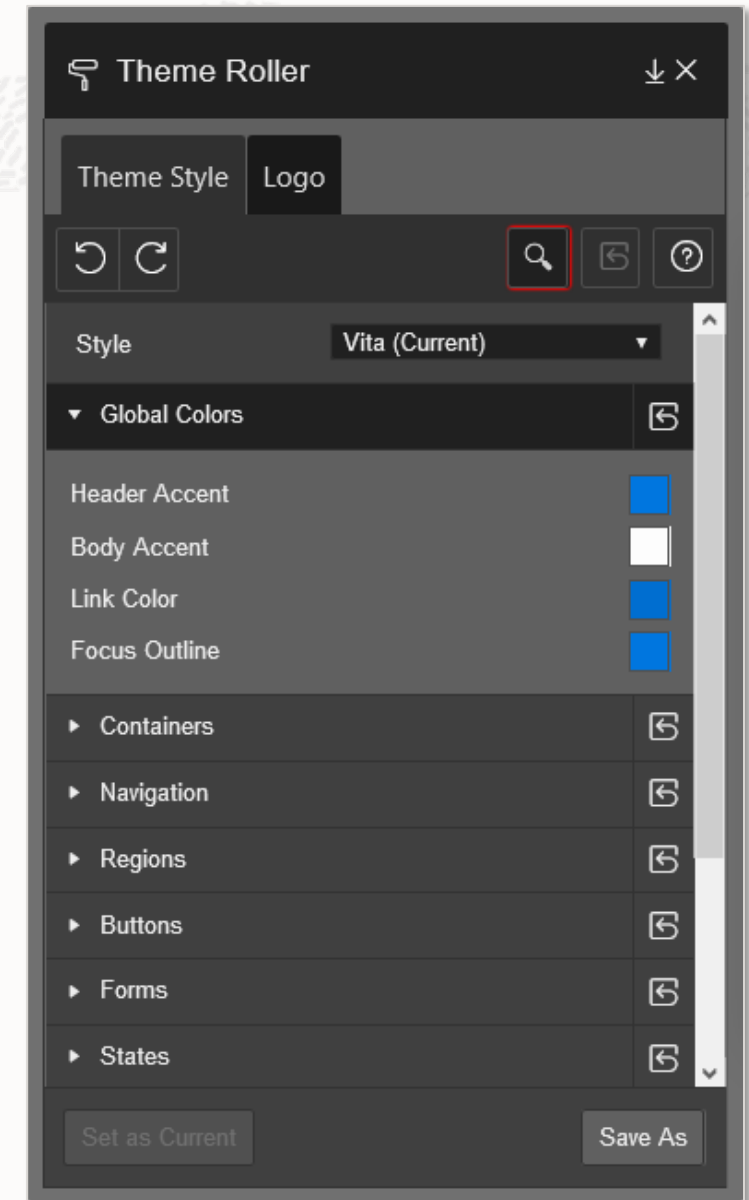 Theme Roller
Theme Style Logo
Style Vita (Current)
Global Colors
Header Accent
Body Accent
Link Color
Focus Outline
Containers
Navigation
Regions
Buttons
Forms
States
Set as Current Save As